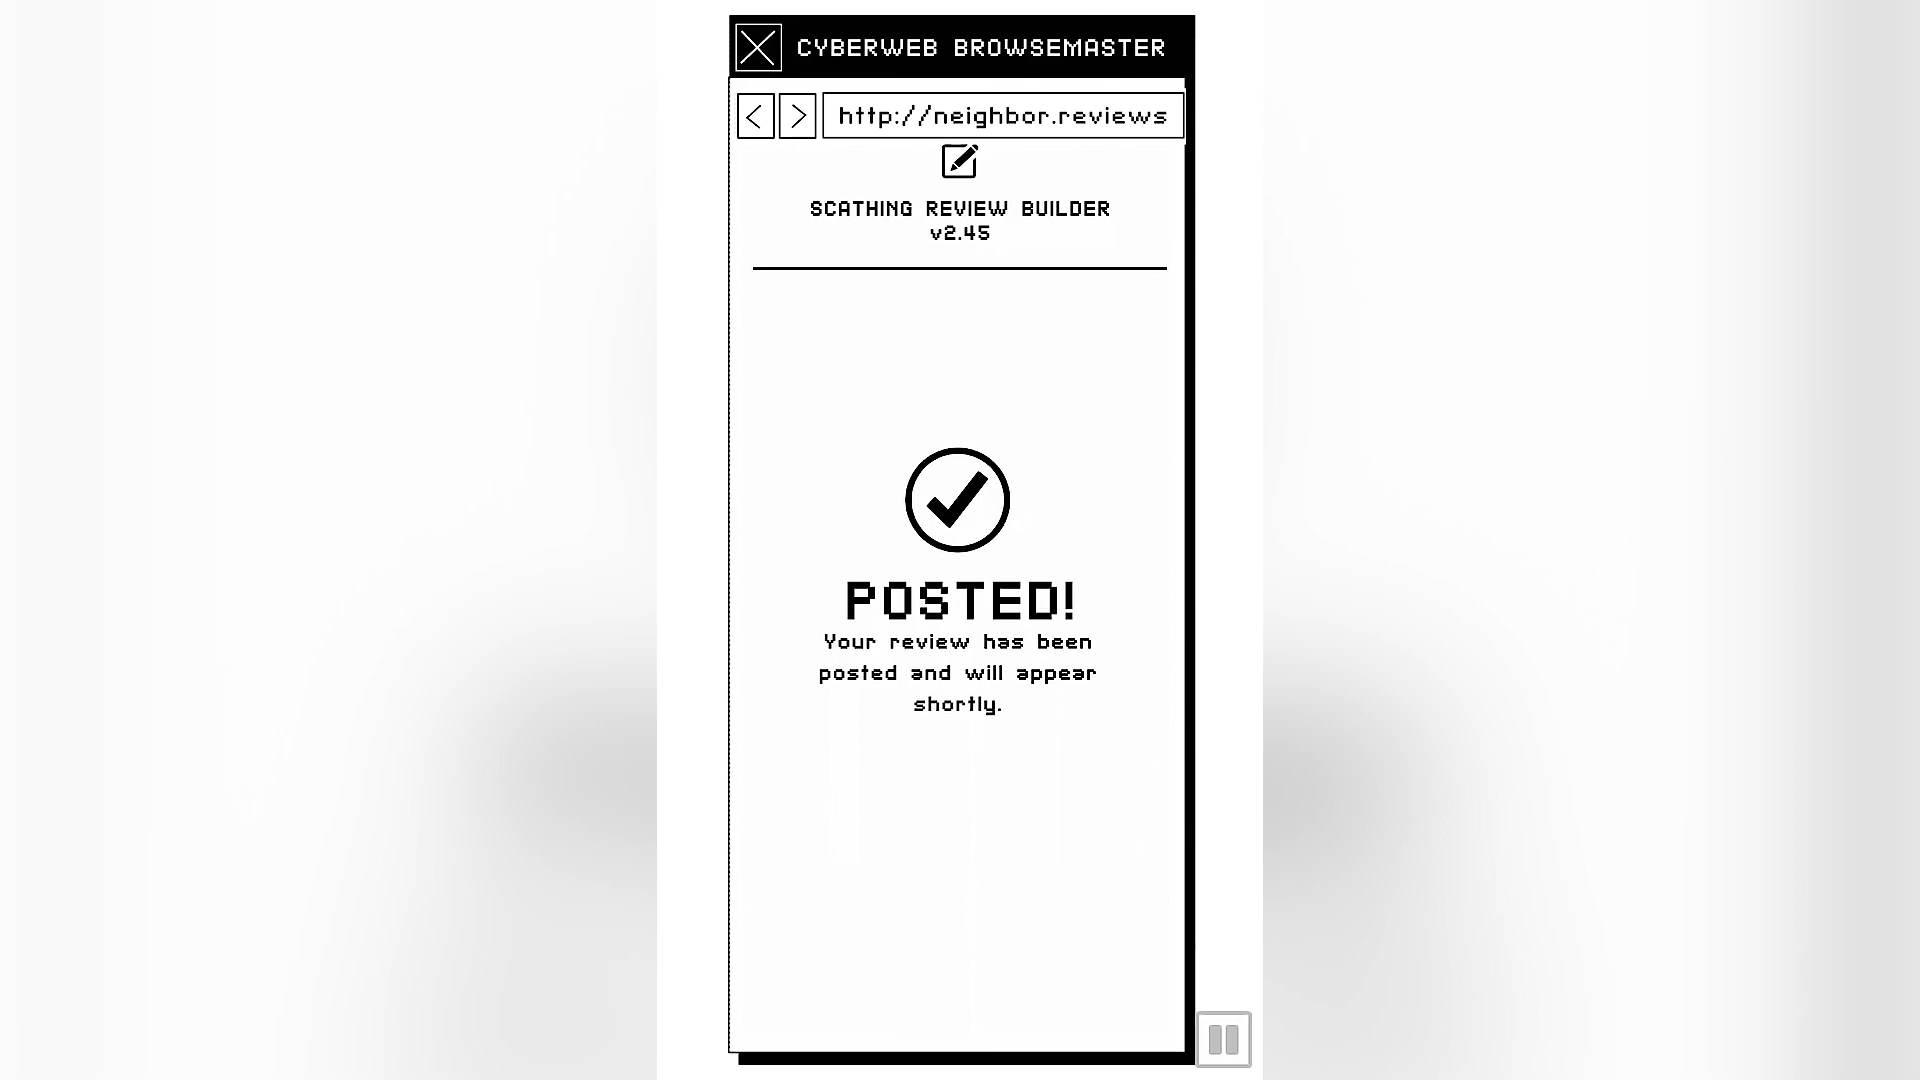 CYBERWEB BROWSEMASTER
http://neighbor.reviews
SCATHING REVIEW BUILDER
v2.45
POSTED!
Your review has been
posted and will appear
shortly.